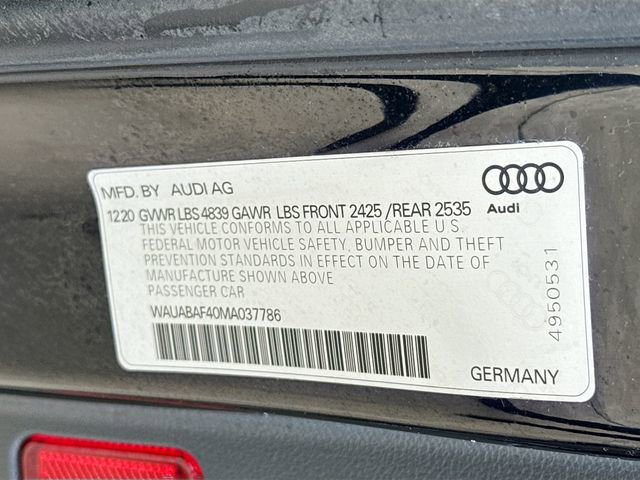 MFD. BY AUDI AG
12.20 GVWR LBS 4839 GAWR LBS FRONT 2425 /REAR 2535
THIS VEHICLE CONFORMS TO ALL APPLICABLE U.S.
FEDERAL MOTOR VEHICLE SAFETY, BUMPER AND THEFT
PREVENTION STANDARDS IN EFFECT ON THE DATE OF
MANUFACTURE SHOWN ABOVE
PASSENGER CAR
WAUABAF40MA037786
Audi
4950531
GERMANY